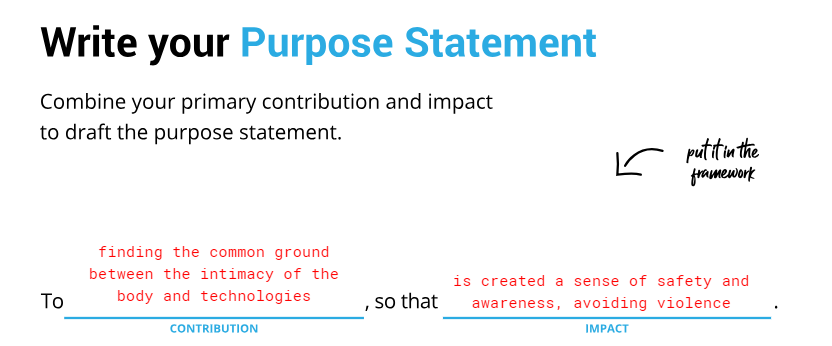 Write your Purpose Statement
Combine your primary contribution and impact
to draft the purpose statement.
put it in the
framework
To finding the common ground
between the intimacy of the
body and technologies
, so that is created a sense of safety and
awareness, avoiding violence.
CONTRIBUTION
IMPACT